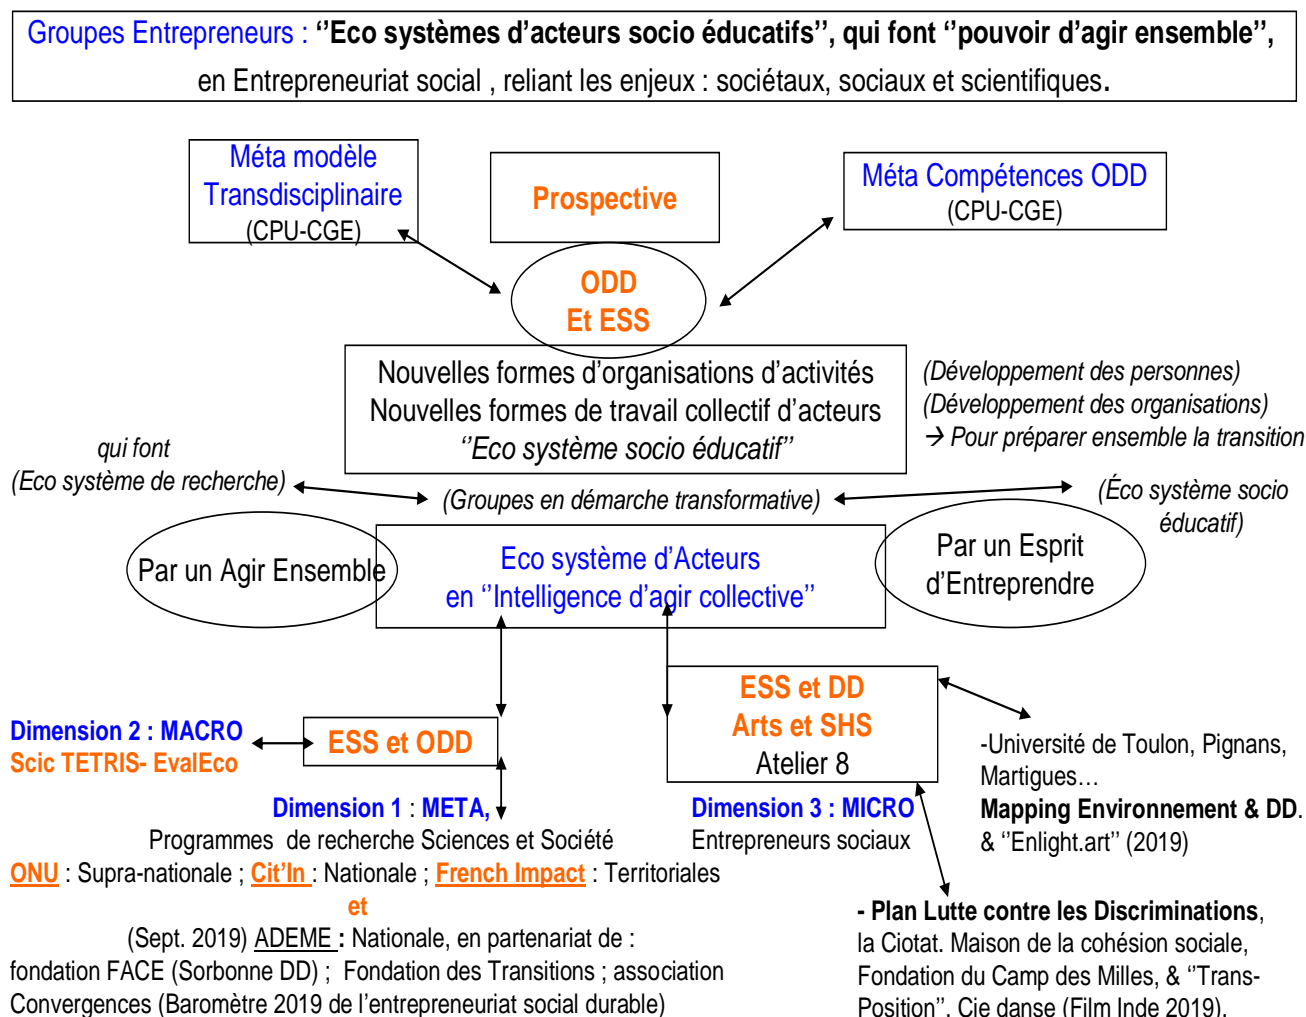 Groupes Entrepreneurs : ‘’Eco systèmes d’acteurs socio éducatifs’’, qui font ‘’pouvoir d’agir ensemble’’,
en Entrepreneuriat social , reliant les enjeux : sociétaux, sociaux et scientifiques.
Méta modèle
Transdisciplinaire
(CPU-CGE)
Prospective
Méta Compétences ODD
(CPU-CGE)
ODD
Et ESS
Nouvelles formes d’organisations d’activités
Nouvelles formes de travail collectif d’acteurs
‘’Eco système socio éducatif’’
(Développement des personnes)
(Développement des organisations)
→ Pour préparer ensemble la transition
qui font
(Eco système de recherche)
(Groupes en démarche transformative)
(Éco système socio
éducatif)
Par un Agir Ensemble
Eco système d’Acteurs
en ‘’Intelligence d’agir collective’’
Par un Esprit
d’Entreprendre
Dimension 2 : MACRO
Scic TETRIS- EvalEco
ESS et ODD
ESS et DD
Arts et SHS
Atelier 8
-Université de Toulon, Pignans,
Martigues…
Mapping Environnement & DD.
& ‘’Enlight.art’’ (2019)
Dimension 1 : META,
Programmes de recherche Sciences et Société
ONU : Supra-nationale ; Cit’In : Nationale ; French Impact : Territoriales
et
(Sept. 2019) ADEME : Nationale, en partenariat de :
fondation FACE (Sorbonne DD) ; Fondation des Transitions ; association
Convergences (Baromètre 2019 de l’entrepreneuriat social durable)
Dimension 3 : MICRO
Entrepreneurs sociaux
- Plan Lutte contre les Discriminations,
la Ciotat. Maison de la cohésion sociale,
Fondation du Camp des Milles, & ‘’Trans-
Position’’. Cie danse (Film Inde 2019).